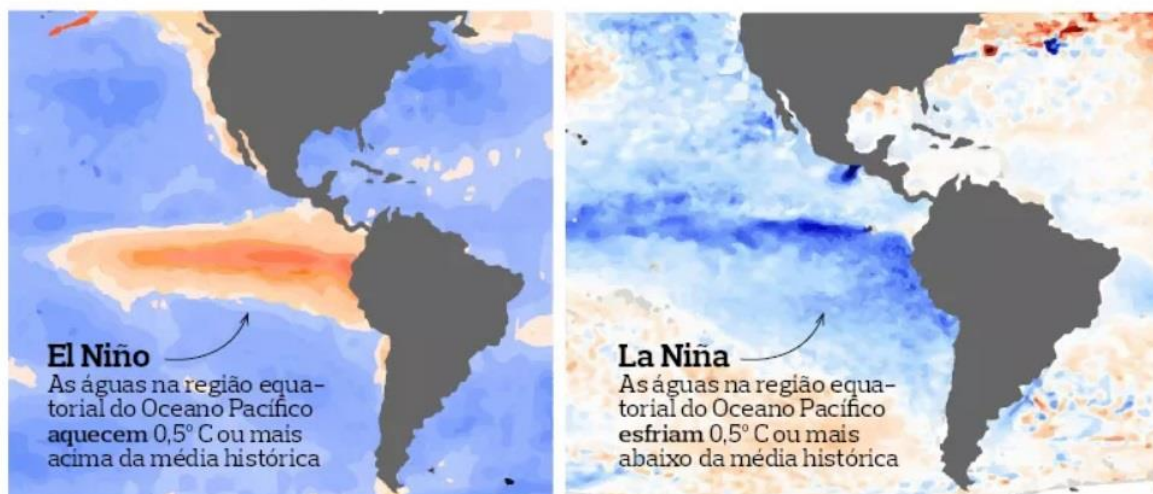 El Niño
As águas na região equa-
torial do Oceano Pacífico
aquecem 0,5º C ou mais
acima da média histórica
La Niña
As águas na região equa-
torial do Oceano Pacífico
esfriam 0,5º C ou mais
abaixo da média histórica